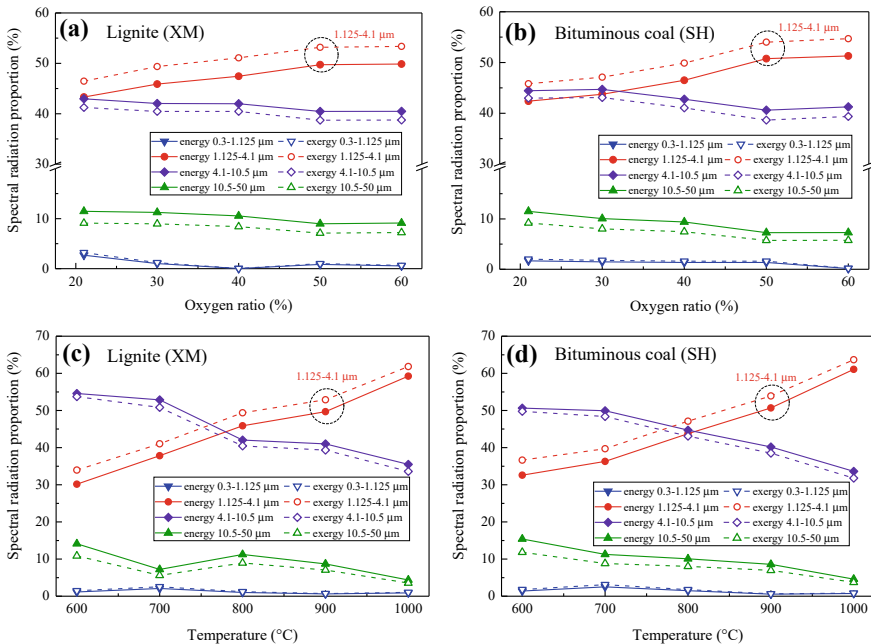 (a) Lignite (XM)
1.125-4.1 μm
Spectral radiation proportion (%)
60
50
40
30
10
0
energy 0.3-1.125 μm exergy 0.3-1.125 μm
energy 1.125-4.1 μm exergy 1.125-4.1 μm
energy 4.1-10.5 μm exergy 4.1-10.5 μm
energy 10.5-50 μm exergy 10.5-50 μm
20 30 40 50 60
Oxygen ratio (%)
(b) Bituminous coal (SH)
1.125-4.1 μm
Spectral radiation proportion (%)
60
50
40
30
10
0
energy 0.3-1.125 μm exergy 0.3-1.125 μm
energy 1.125-4.1 μm exergy 1.125-4.1 μm
energy 4.1-10.5 μm exergy 4.1-10.5 μm
energy 10.5-50 μm exergy 10.5-50 μm
20 30 40 50 60
Oxygen ratio (%)
(c) Lignite (XM)
1.125-4.1 μm
Spectral radiation proportion (%)
70
60
50
40
30
20
10
0
energy 0.3-1.125 μm exergy 0.3-1.125 μm
energy 1.125-4.1 μm exergy 1.125-4.1 μm
energy 4.1-10.5 μm exergy 4.1-10.5 μm
energy 10.5-50 μm exergy 10.5-50 μm
600 700 800 900 1000
Temperature (°C)
(d) Bituminous coal (SH)
1.125-4.1 μm
Spectral radiation proportion (%)
70
60
50
40
30
20
10
0
energy 0.3-1.125 μm exergy 0.3-1.125 μm
energy 1.125-4.1 μm exergy 1.125-4.1 μm
energy 4.1-10.5 μm exergy 4.1-10.5 μm
energy 10.5-50 μm exergy 10.5-50 μm
600 700 800 900 1000
Temperature (°C)